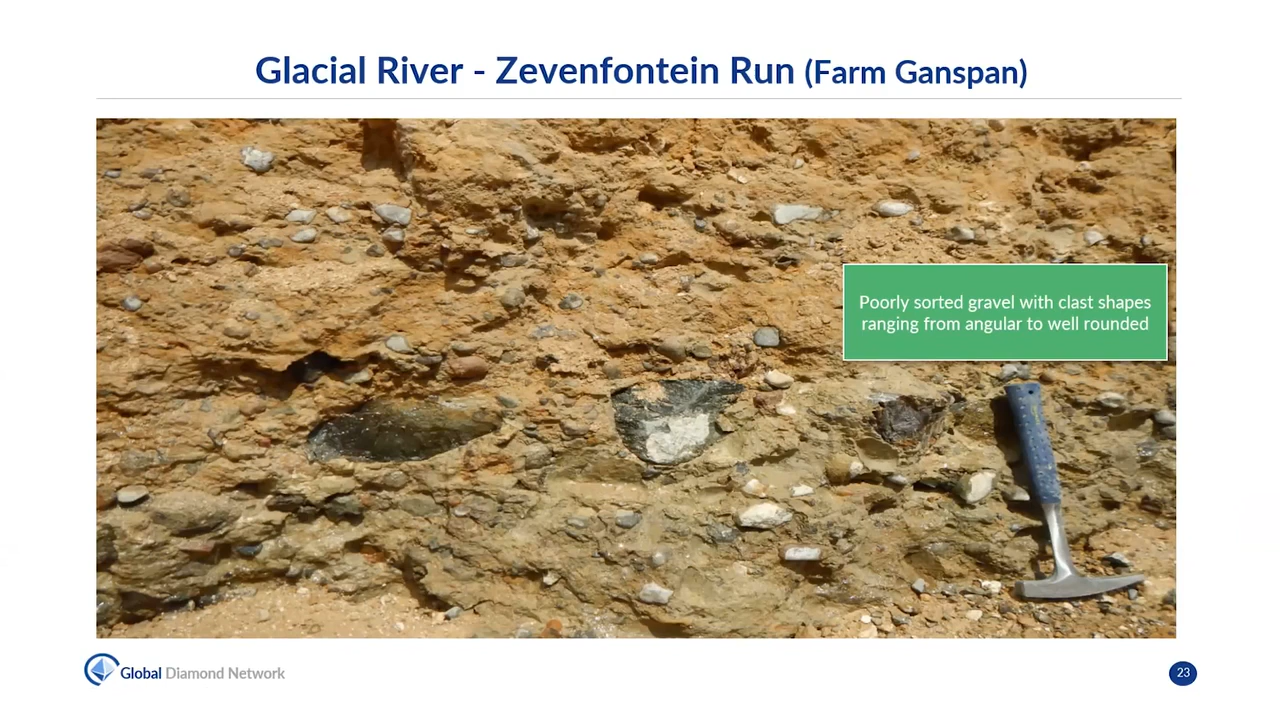 Glacial River - Zevenfontein Run (Farm Ganspan)
Poorly sorted gravel with clast shapes
ranging from angular to well rounded
Global Diamond Network
23